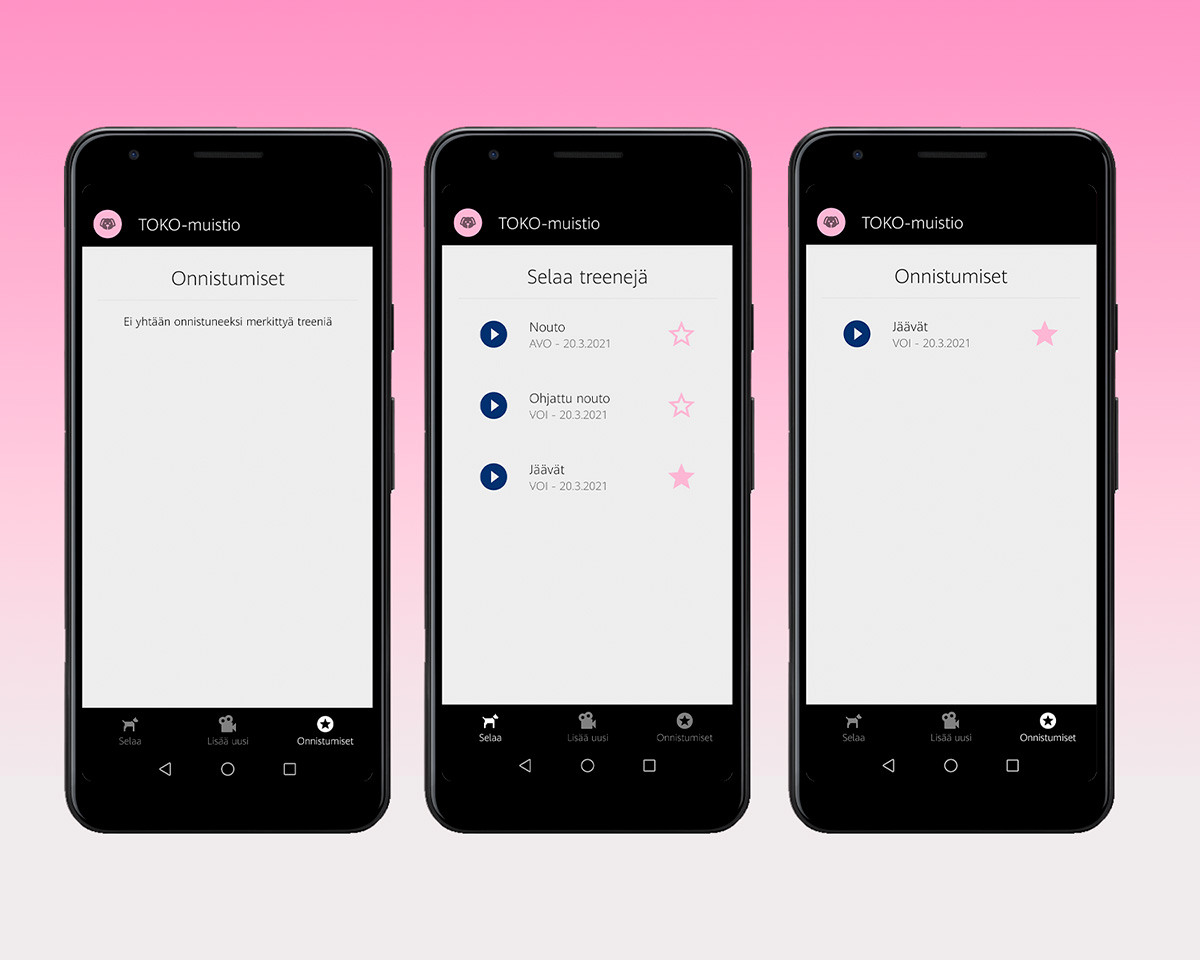 TOKO-muistio
Onnistumiset
Ei yhtään onnistuneeksi merkittyä treeniä
Selaa
Lisää uusi
Onnistumiset
TOKO-muistio
Selaa treenejä
Nouto
AVO - 20.3.2021
Ohjattu nouto
VOI - 20.3.2021
Jäävät
VOI - 20.3.2021
Selaa
Lisää uusi
Onnistumiset
TOKO-muistio
Onnistumiset
Jäävät
VOI - 20.3.2021
Selaa
Lisää uusi
Onnistumiset